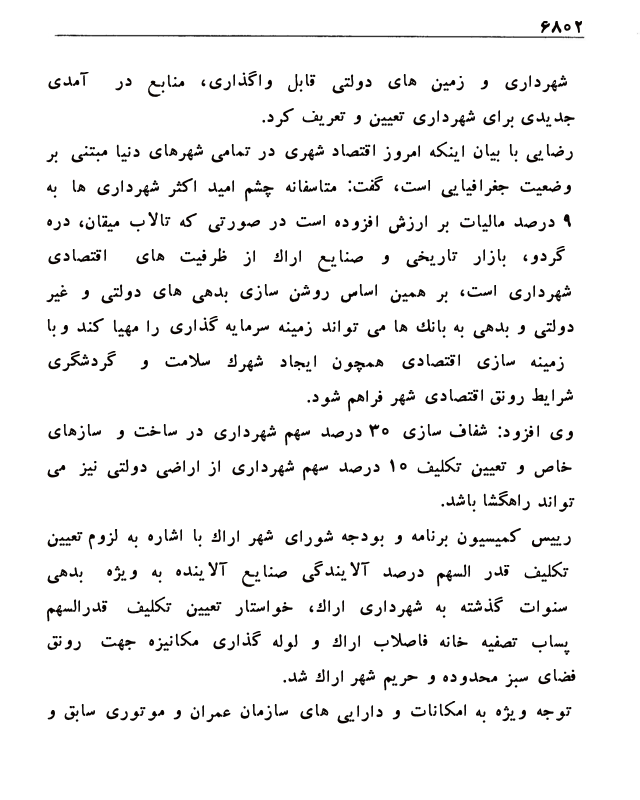 ۶۸۰۲
شهرداری و زمین های دولتی قابل واگذاری، منابع در آمدی
جدیدی برای شهرداری تعیین و تعریف کرد.
رضایی با بیان اینکه امروز اقتصاد شهری در تمامی شهرهای دنیا مبتنی بر
وضعیت جغرافیایی است، گفت: متاسفانه چشم امید اکثر شهرداری ها به
۹ درصد مالیات بر ارزش افزوده است در صورتی که تالاب میقان، دره
گردو، بازار تاریخی و صنایع اراك از ظرفیت های اقتصادی
شهرداری است، بر همین اساس روشن سازی بدهی های دولتی و غیر
دولتی و بدهی به بانك ها می تواند زمینه سرمایه گذاری را مهیا کند و با
زمینه سازی اقتصادی همچون ایجاد شهرك سلامت و گردشگری
شرایط رونق اقتصادی شهر فراهم شود.
وی افزود: شفاف سازی ۳۰ درصد سهم شهرداری در ساخت و سازهای
خاص و تعیین تکلیف ۱۰ درصد سهم شهرداری از اراضی دولتی نیز می
تواند راهگشا باشد.
رییس کمیسیون برنامه و بودجه شورای شهر اراك با اشاره به لزوم تعیین
تکلیف قدر السهم درصد آلایندگی صنایع آلاینده به ویژه بدهی
سنوات گذشته به شهرداری اراك، خواستار تعیین تکلیف قدرالسهم
پساب تصفیه خانه فاضلاب اراك و لوله گذاری مکانیزه جهت رونق
فضای سبز محدوده و حریم شهر اراك شد.
توجه ویژه به امکانات و دارایی های سازمان عمران و موتوری سابق و